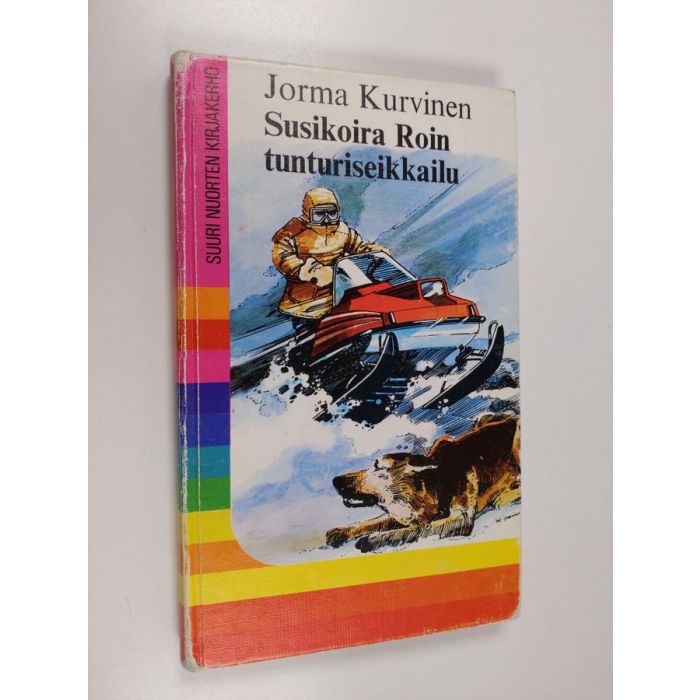 Jorma Kurvinen
Susikoira Roin
tunturiseikkailu
SUURI NUORTEN KIRJAKERHO